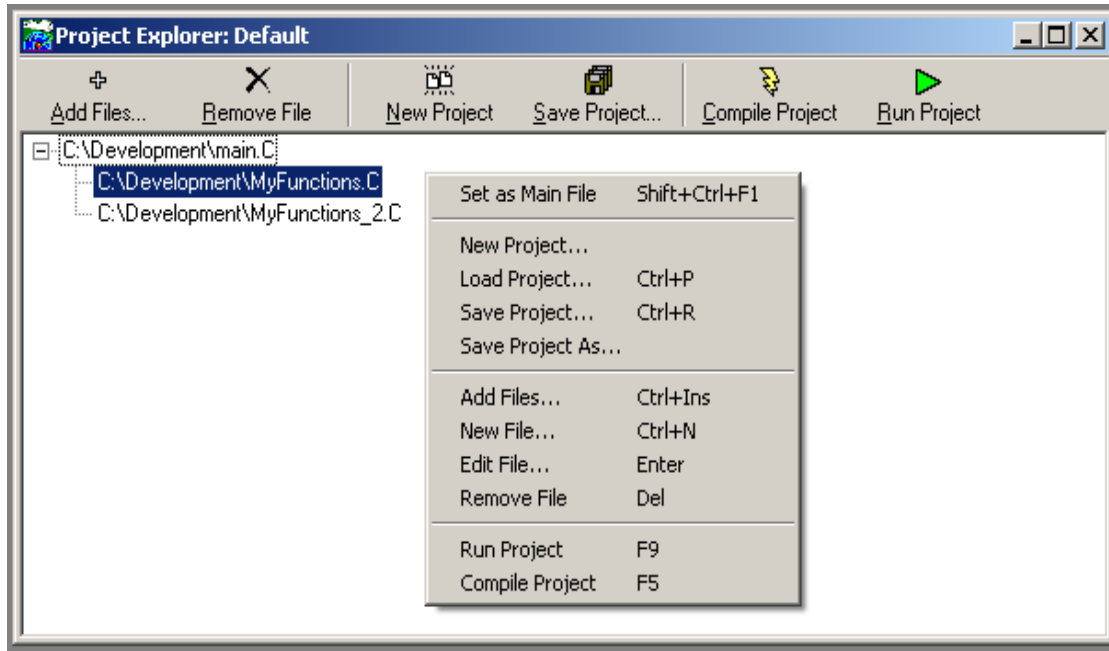 Project Explorer: Default
Add Files... Remove File New Project Save Project... Compile Project Run Project
C:\Development\main.C
C:\Development\MyFunctions.C
C:\Development\MyFunctions_2.C
Set as Main File Shift+Ctrl+F1
New Project...
Load Project... Ctrl+P
Save Project... Ctrl+R
Save Project As...
Add Files... Ctrl+Ins
New File... Ctrl+N
Edit File... Enter
Remove File Del
Run Project F9
Compile Project F5